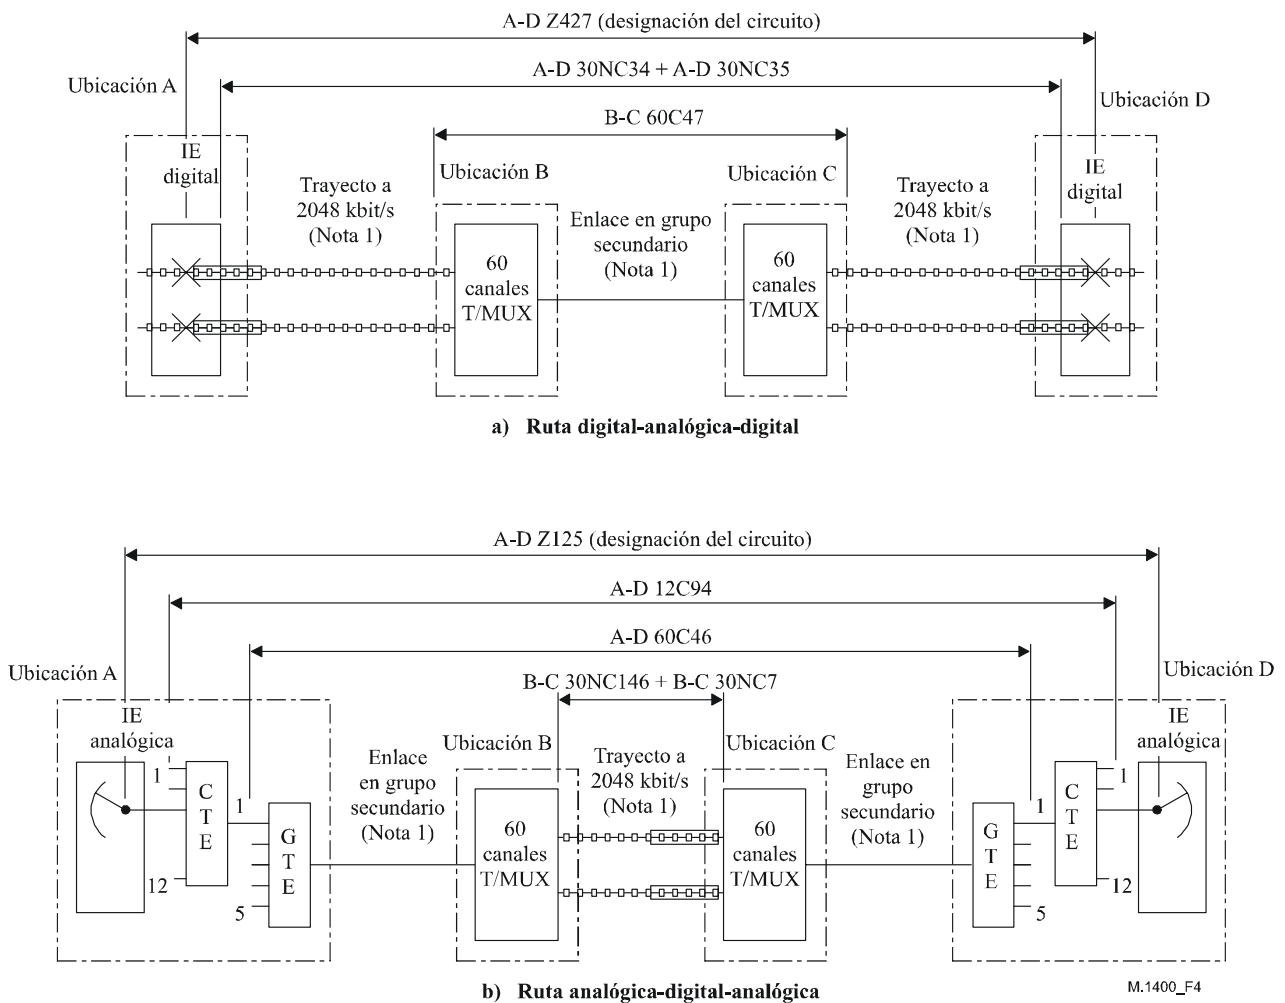 A-D Z427 (designación del circuito)
Ubicación A
A-D 30NC34 + A-D 30NC35
Ubicación D
B-C 60C47
IE
digital
Trayecto a
2048 kbit/s
(Nota 1)
Ubicación B
Enlace en grupo
secundario
(Nota 1)
Ubicación C
Trayecto a
2048 kbit/s
(Nota 1)
IE
digital
60
canales
T/MUX
60
canales
T/MUX
a) Ruta digital-analógica-digital
A-D Z125 (designación del circuito)
A-D 12C94
A-D 60C46
Ubicación A
Ubicación D
B-C 30NC146 + B-C 30NC7
IE
analógica
Enlace
en grupo
secundario
(Nota 1)
Ubicación B
Trayecto a
2048 kbit/s
(Nota 1)
Ubicación C
Enlace en
grupo
secundario
(Nota 1)
IE
analógica
1
C
T
E
12
1
G
T
E
5
60
canales
T/MUX
60
canales
T/MUX
G
T
E
1
5
C
T
E
1
12
b) Ruta analógica-digital-analógica
M.1400_F4